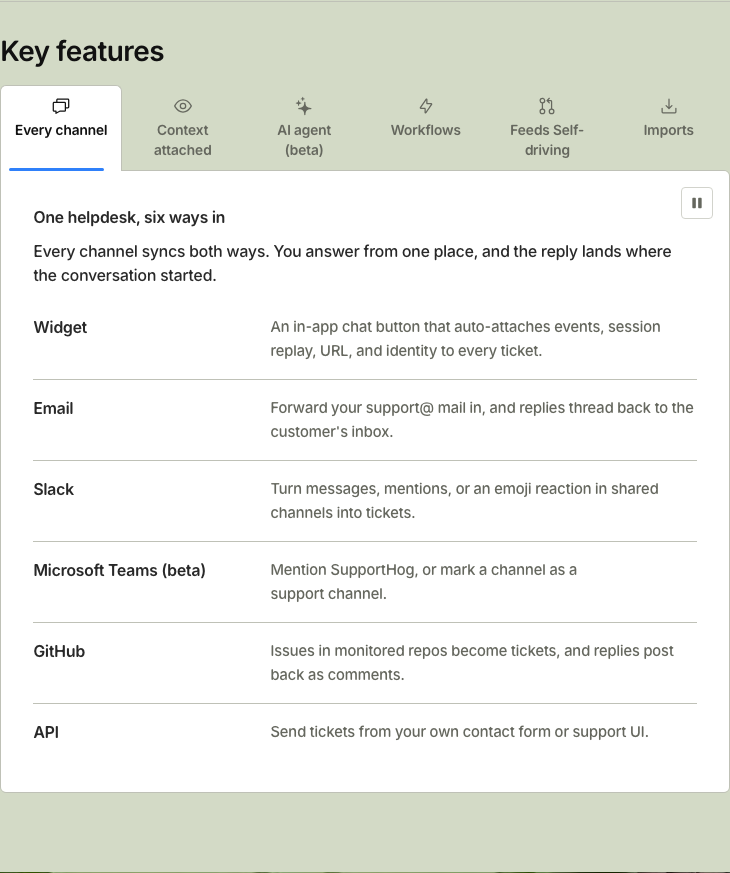 Key features
Every channel
Context
attached
AI agent
(beta)
Workflows
Feeds Self-
driving
Imports
One helpdesk, six ways in
Every channel syncs both ways. You answer from one place, and the reply lands where
the conversation started.
Widget
An in-app chat button that auto-attaches events, session
replay, URL, and identity to every ticket.
Email
Forward your support@ mail in, and replies thread back to the
customer's inbox.
Slack
Turn messages, mentions, or an emoji reaction in shared
channels into tickets.
Microsoft Teams (beta)
Mention SupportHog, or mark a channel as a
support channel.
GitHub
Issues in monitored repos become tickets, and replies post
back as comments.
API
Send tickets from your own contact form or support UI.